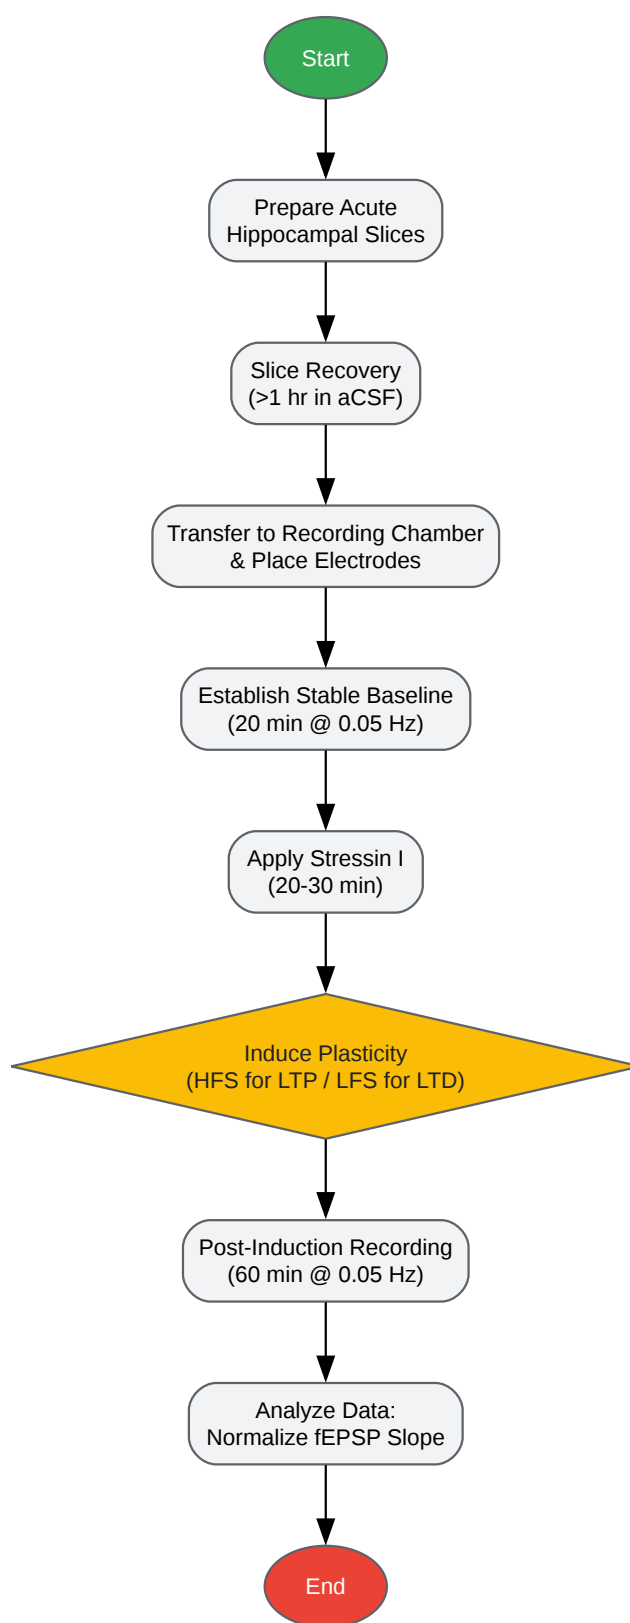 Start
Prepare Acute
Hippocampal Slices
Slice Recovery
(>1 hr in aCSF)
Transfer to Recording Chamber
& Place Electrodes
Establish Stable Baseline
(20 min @ 0.05 Hz)
Apply Stressin I
(20-30 min)
Induce Plasticity
(HFS for LTP / LFS for LTD)
Post-Induction Recording
(60 min @ 0.05 Hz)
Analyze Data:
Normalize fEPSP Slope
End